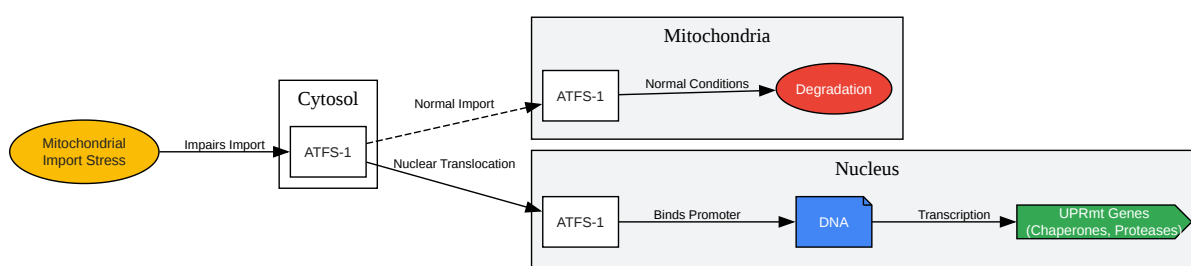 Mitochondrial
Import Stress
Impairs Import
Cytosol
ATFS-1
Normal Import
Nuclear Translocation
Mitochondria
ATFS-1
Normal Conditions
Degradation
Nucleus
ATFS-1
Binds Promoter
DNA
Transcription
UPRmt Genes
(Chaperones, Proteases)